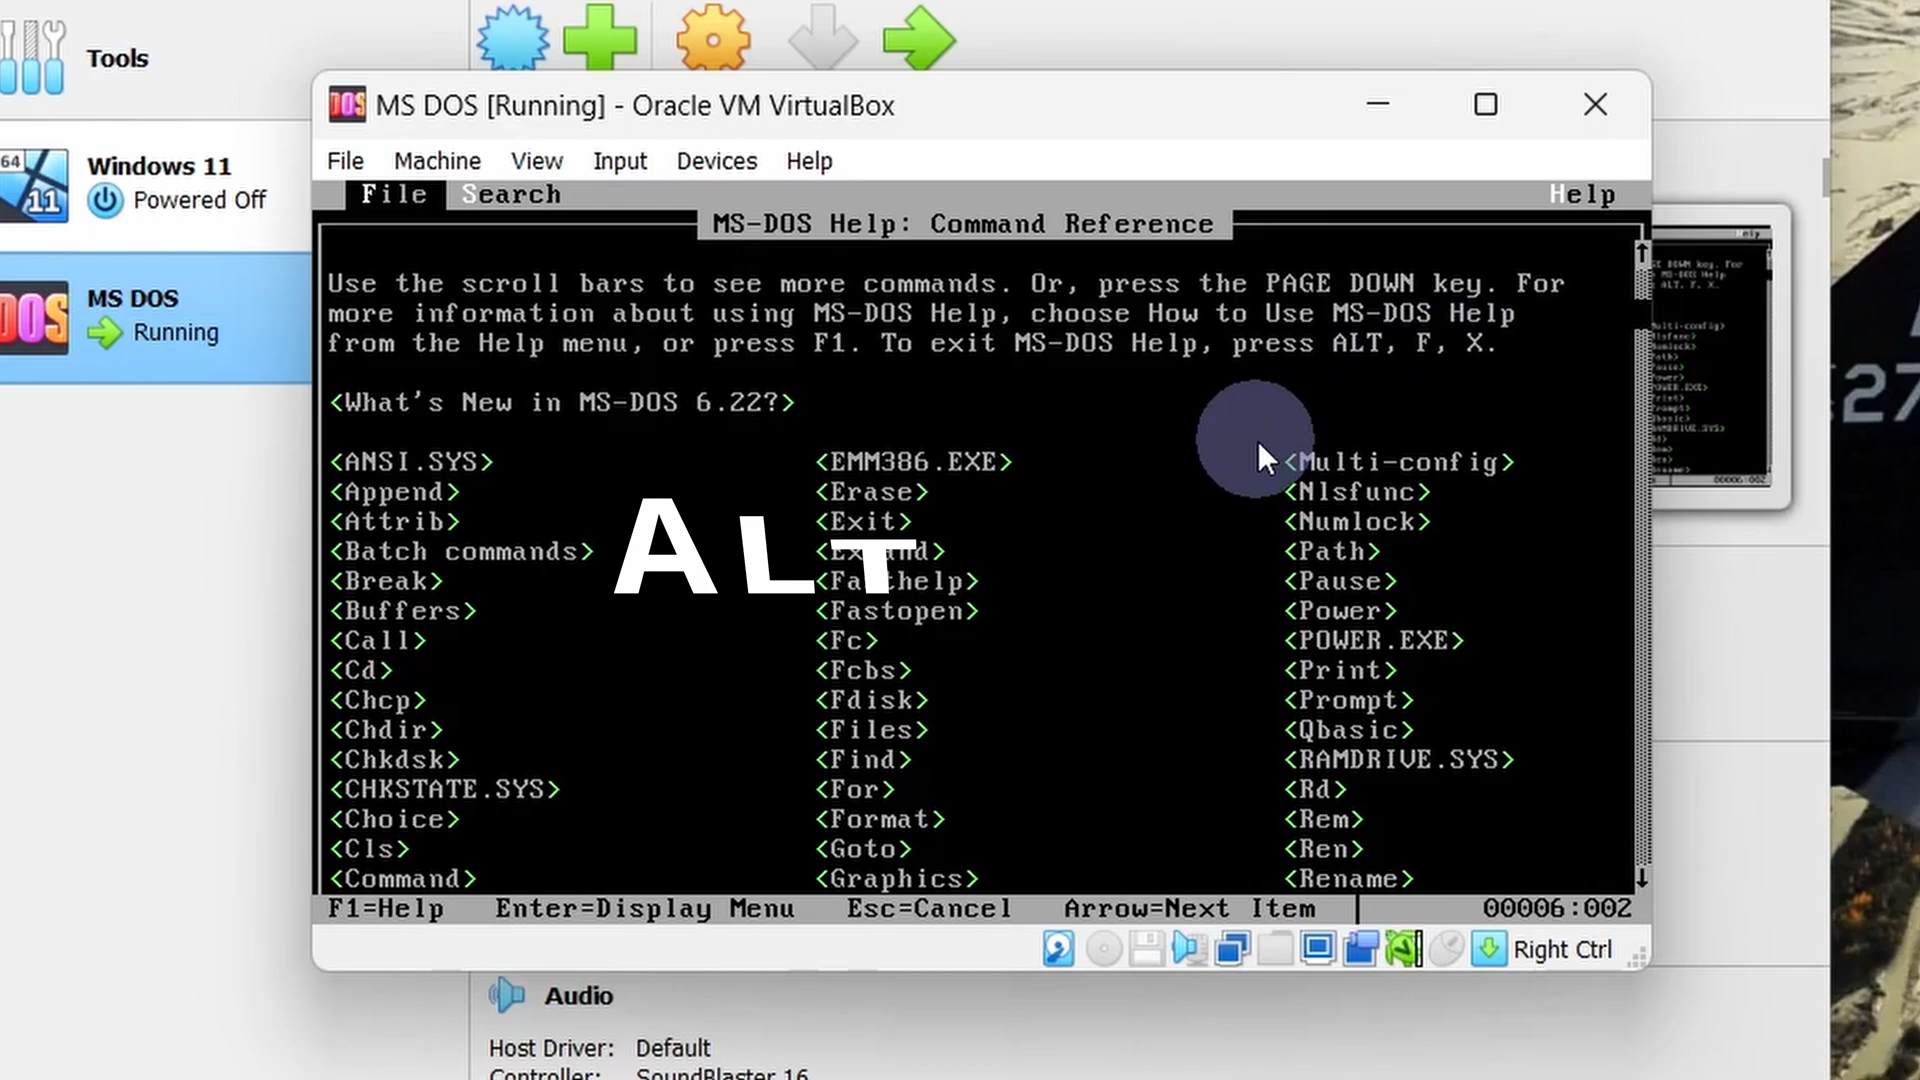 Tools
64
11
Windows 11
Powered Off
DOS
MS DOS
Running
DOS MS DOS [Running] - Oracle VM VirtualBox
File Machine View Input Devices Help
File Search Help
MS-DOS Help: Command Reference
Use the scroll bars to see more commands. Or, press the PAGE DOWN key. For
more information about using MS-DOS Help, choose How to Use MS-DOS Help
from the Help menu, or press F1. To exit MS-DOS Help, press ALT, F, X.
<What's New in MS-DOS 6.22?>
<ANSI.SYS> <EMM386.EXE> <Multi-config>
<Append> <Erase> <Nlsfunc>
<Attrib> <Exit> <Numlock>
<Batch commands> <Expand> <Path>
<Break> <Fasthelp> <Pause>
<Buffers> <Fastopen> <Power>
<Call> <Fc> <POWER.EXE>
<Cd> <Fcbs> <Print>
<Chcp> <Fdisk> <Prompt>
<Chdir> <Files> <Qbasic>
<Chkdsk> <Find> <RAMDRIVE.SYS>
<CHKSTATE.SYS> <For> <Rd>
<Choice> <Format> <Rem>
<Cls> <Goto> <Ren>
<Command> <Graphics> <Rename>
ALT
F1=Help Enter=Display Menu Esc=Cancel Arrow=Next Item 00006:002
Right Ctrl
Audio
Host Driver: Default
Controller: SoundBlaster 16
27